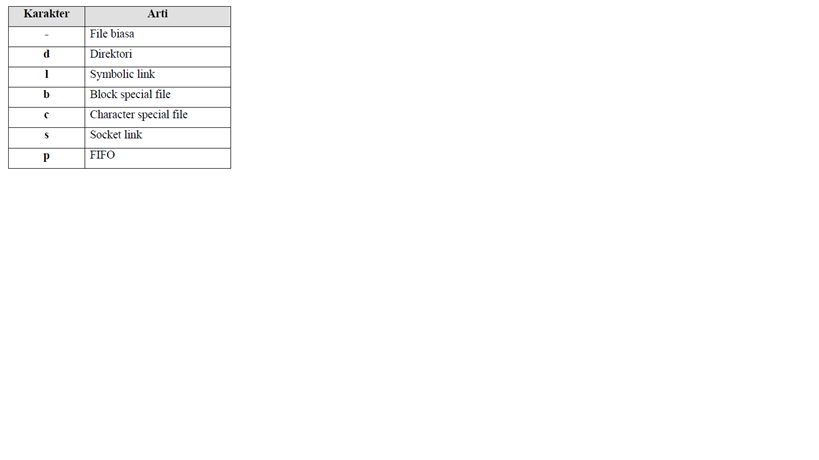 Karakter Arti
- File biasa
d Direktori
l Symbolic link
b Block special file
c Character special file
s Socket link
p FIFO